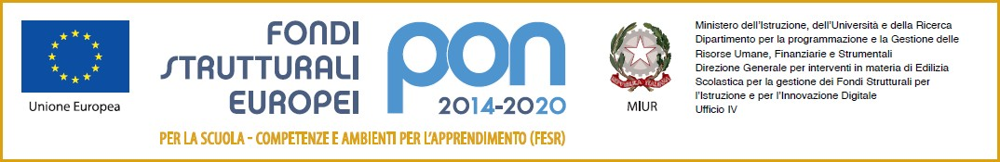 Unione Europea
FONDI
STRUTTURALI
EUROPEI
pon
2014-2020
PER LA SCUOLA - COMPETENZE E AMBIENTI PER L'APPRENDIMENTO (FESR)
REPVBBLICA ITALIANA
MIUR
Ministero dell'Istruzione, dell'Università e della Ricerca
Dipartimento per la programmazione e la Gestione delle
Risorse Umane, Finanziarie e Strumentali
Direzione Generale per interventi in materia di Edilizia
Scolastica per la gestione dei Fondi Strutturali per
l'Istruzione e per l'Innovazione Digitale
Ufficio IV